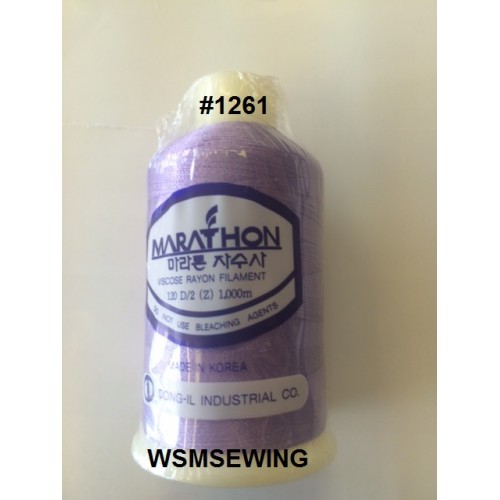 #1261
MARATHON
마라톤 자수사
VISCOSE RAYON FILAMENT
120 D/2 (Z) 1,000m
DO NOT USE BLEACHING AGENTS
MADE IN KOREA
DONG-IL INDUSTRIAL CO.
WSMSEWING